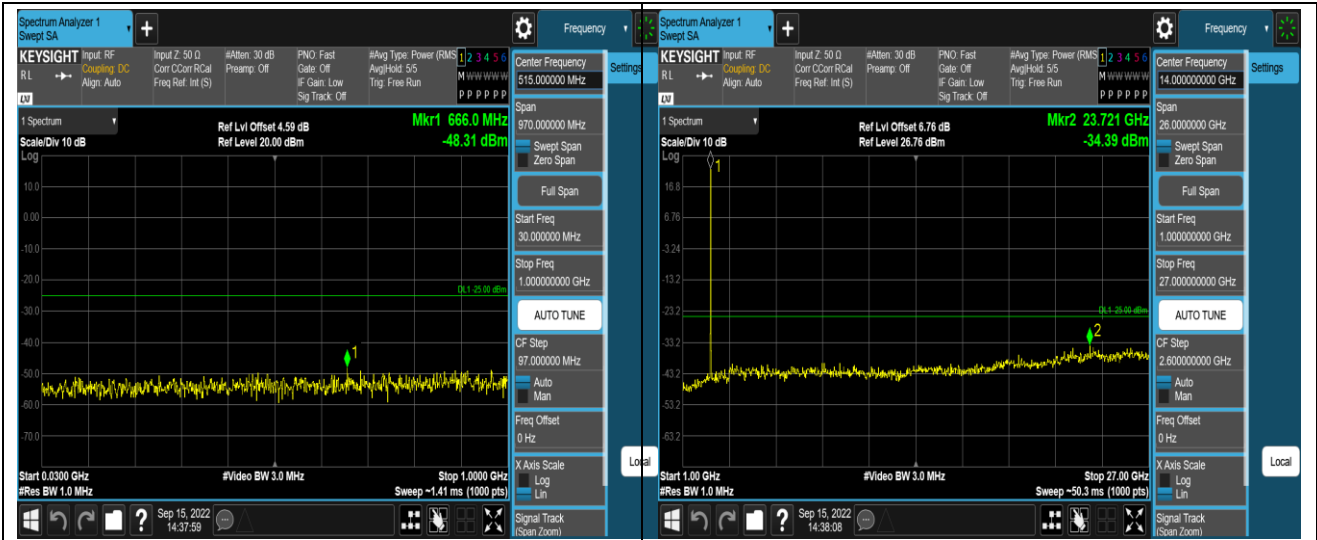 Spectrum Analyzer 1
Swept SA
+
Frequency
KEYSIGHT
RL
LXI
Input: RF
Coupling: DC
Align: Auto
Input Z: 50 Ω
Corr CCorr RCal
Freq Ref: Int (S)
#Atten: 30 dB
Preamp: Off
PNO: Fast
Gate: Off
IF Gain: Low
Sig Track: Off
#Avg Type: Power (RMS
Avg|Hold: 5/5
Trig: Free Run
1 2 3 4 5 6
M W W W W W
P P P P P P
Center Frequency
515.000000 MHz
Settings
1 Spectrum
Scale/Div 10 dB
Ref Lvl Offset 4.59 dB
Ref Level 20.00 dBm
Mkr1 666.0 MHz
-48.31 dBm
Log
10.0
0.00
-10.0
-20.0
-30.0
-40.0
-50.0
-60.0
-70.0
DL1 -25.00 dBm
1
Span
970.000000 MHz
Swept Span
Zero Span
Full Span
Start Freq
30.000000 MHz
Stop Freq
1.000000000 GHz
AUTO TUNE
CF Step
97.000000 MHz
Auto
Man
Freq Offset
0 Hz
X Axis Scale
Log
Lin
Local
Signal Track
(Span Zoom)
Start 0.0300 GHz
#Res BW 1.0 MHz
#Video BW 3.0 MHz
Stop 1.0000 GHz
Sweep ~1.41 ms (1000 pts)
?
Sep 15, 2022
14:37:59
Spectrum Analyzer 1
Swept SA
+
Frequency
KEYSIGHT
RL
LXI
Input: RF
Coupling: DC
Align: Auto
Input Z: 50 Ω
Corr CCorr RCal
Freq Ref: Int (S)
#Atten: 30 dB
Preamp: Off
PNO: Fast
Gate: Off
IF Gain: Low
Sig Track: Off
#Avg Type: Power (RMS
Avg|Hold: 5/5
Trig: Free Run
1 2 3 4 5 6
M W W W W W
P P P P P P
Center Frequency
14.000000000 GHz
Settings
1 Spectrum
Scale/Div 10 dB
Ref Lvl Offset 6.76 dB
Ref Level 26.76 dBm
Mkr2 23.721 GHz
-34.39 dBm
Log
1
16.8
6.76
-3.24
-13.2
-23.2
-33.2
-43.2
-53.2
-63.2
DL1 -25.00 dBm
2
Span
26.0000000 GHz
Swept Span
Zero Span
Full Span
Start Freq
1.000000000 GHz
Stop Freq
27.000000000 GHz
AUTO TUNE
CF Step
2.600000000 GHz
Auto
Man
Freq Offset
0 Hz
X Axis Scale
Log
Lin
Local
Signal Track
(Span Zoom)
Start 1.00 GHz
#Res BW 1.0 MHz
#Video BW 3.0 MHz
Stop 27.00 GHz
Sweep ~50.3 ms (1000 pts)
?
Sep 15, 2022
14:38:08